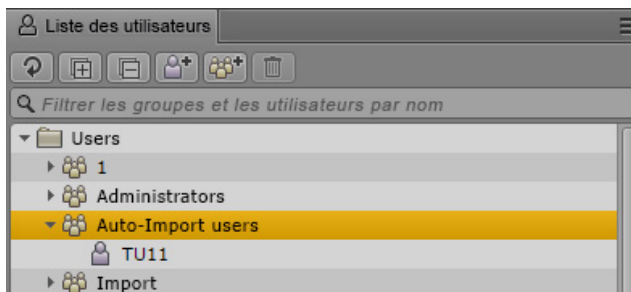 Liste des utilisateurs
Filtrer les groupes et les utilisateurs par nom
Users
1
Administrators
Auto-Import users
TU11
Import